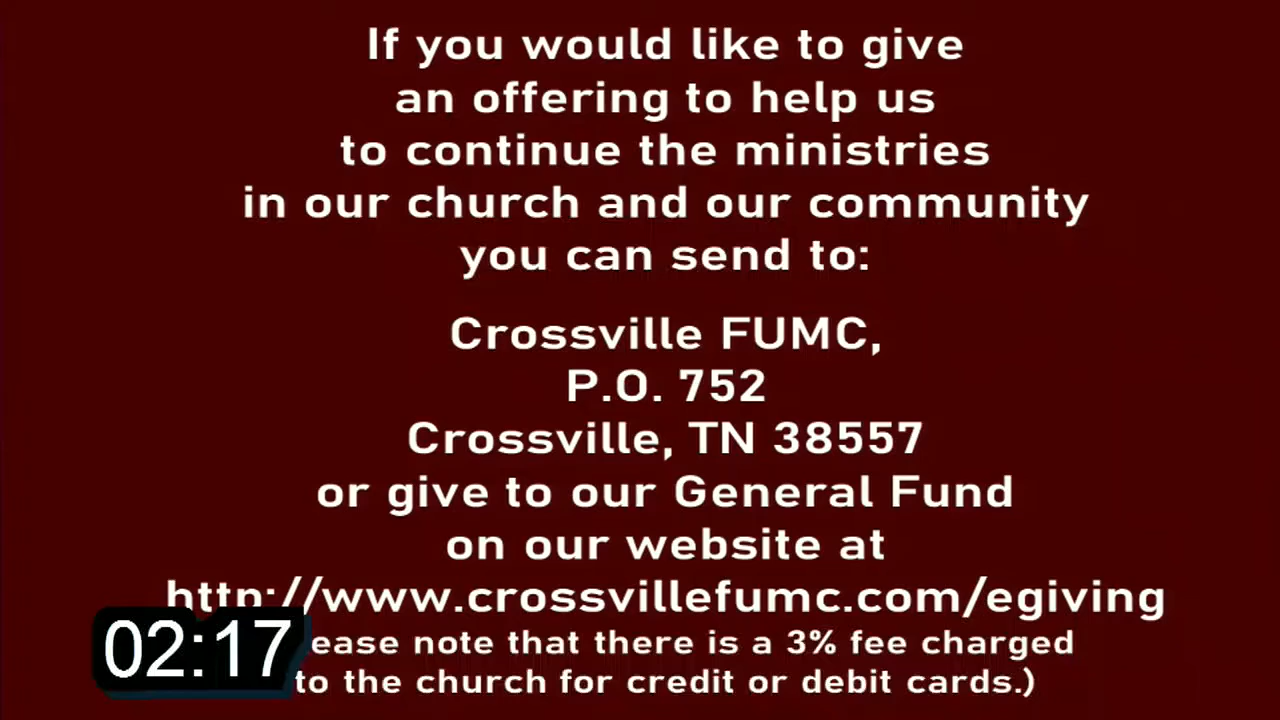 If you would like to give
an offering to help us
to continue the ministries
in our church and our community
you can send to:
Crossville FUMC,
P.O. 752
Crossville, TN 38557
or give to our General Fund
on our website at
http://www.crossvillefumc.com/egiving
ease note that there is a 3% fee charged
to the church for credit or debit cards.)
02:17